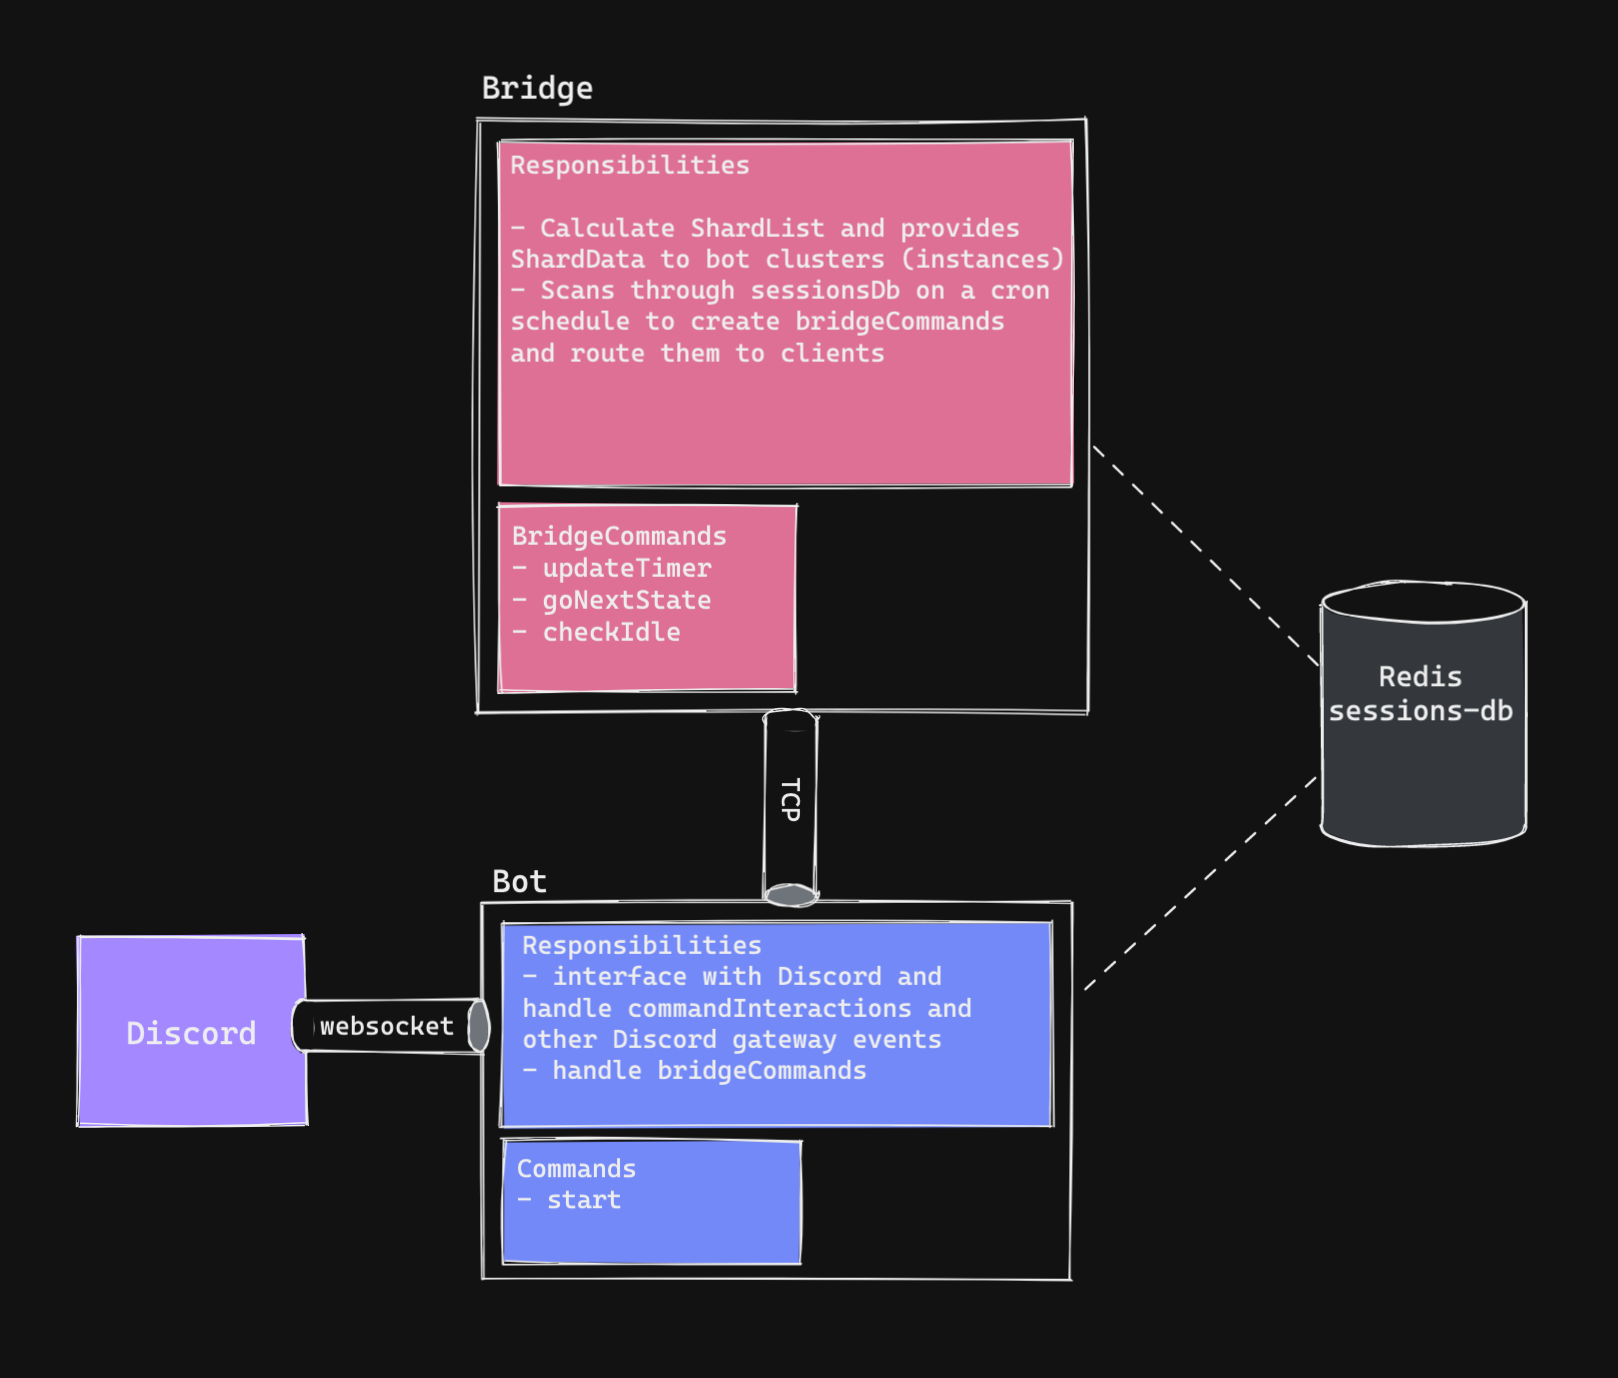 Bridge
Responsibilities
- Calculate ShardList and provides
ShardData to bot clusters (instances)
- Scans through sessionsDb on a cron
schedule to create bridgeCommands
and route them to clients
BridgeCommands
- updateTimer
- goNextState
- checkIdle
Redis
sessions-db
TCP
Bot
Responsibilities
- interface with Discord and
handle commandInteractions and
other Discord gateway events
- handle bridgeCommands
Discord
websocket
Commands
- start